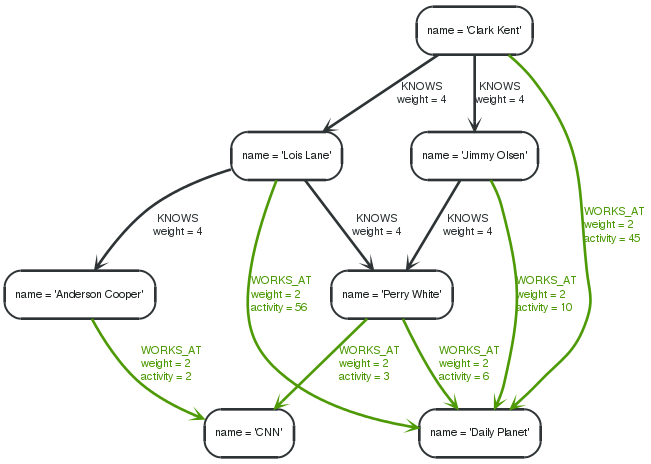 name = 'Clark Kent'
KNOWS
weight = 4
KNOWS
weight = 4
name = 'Lois Lane'
name = 'Jimmy Olsen'
WORKS_AT
weight = 2
activity = 45
KNOWS
weight = 4
KNOWS
weight = 4
KNOWS
weight = 4
name = 'Anderson Cooper'
WORKS_AT
weight = 2
activity = 56
name = 'Perry White'
WORKS_AT
weight = 2
activity = 10
WORKS_AT
weight = 2
activity = 2
WORKS_AT
weight = 2
activity = 3
WORKS_AT
weight = 2
activity = 6
name = 'CNN'
name = 'Daily Planet'